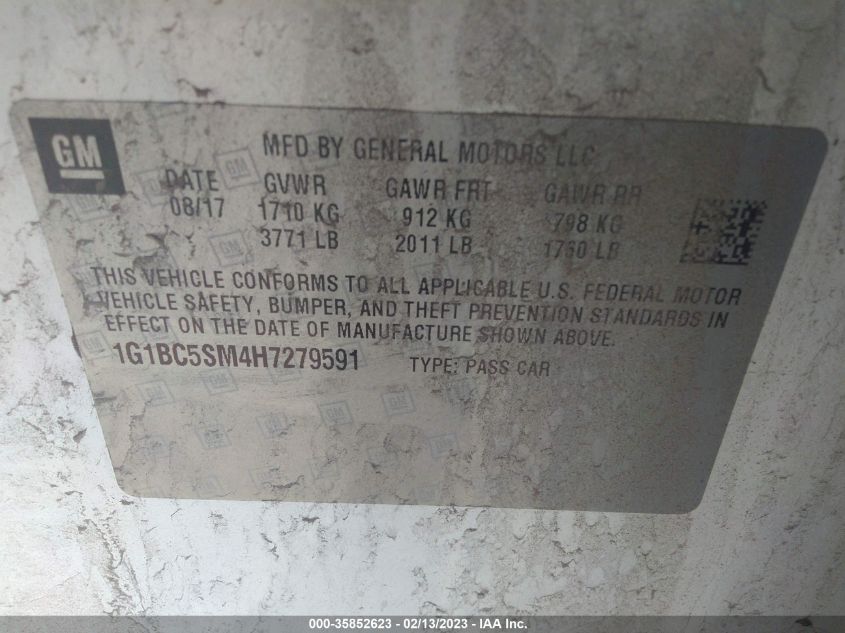 GM
MFD BY GENERAL MOTORS LLC
DATE GVWR GAWR FRT GAWR RR
08/17 1710 KG 912 KG 798 KG
3771 LB 2011 LB 1760 LB
THIS VEHICLE CONFORMS TO ALL APPLICABLE U.S. FEDERAL MOTOR
VEHICLE SAFETY, BUMPER, AND THEFT PREVENTION STANDARDS IN
EFFECT ON THE DATE OF MANUFACTURE SHOWN ABOVE.
1G1BC5SM4H7279591 TYPE: PASS CAR
000-35852623 - 02/13/2023 - IAA Inc.